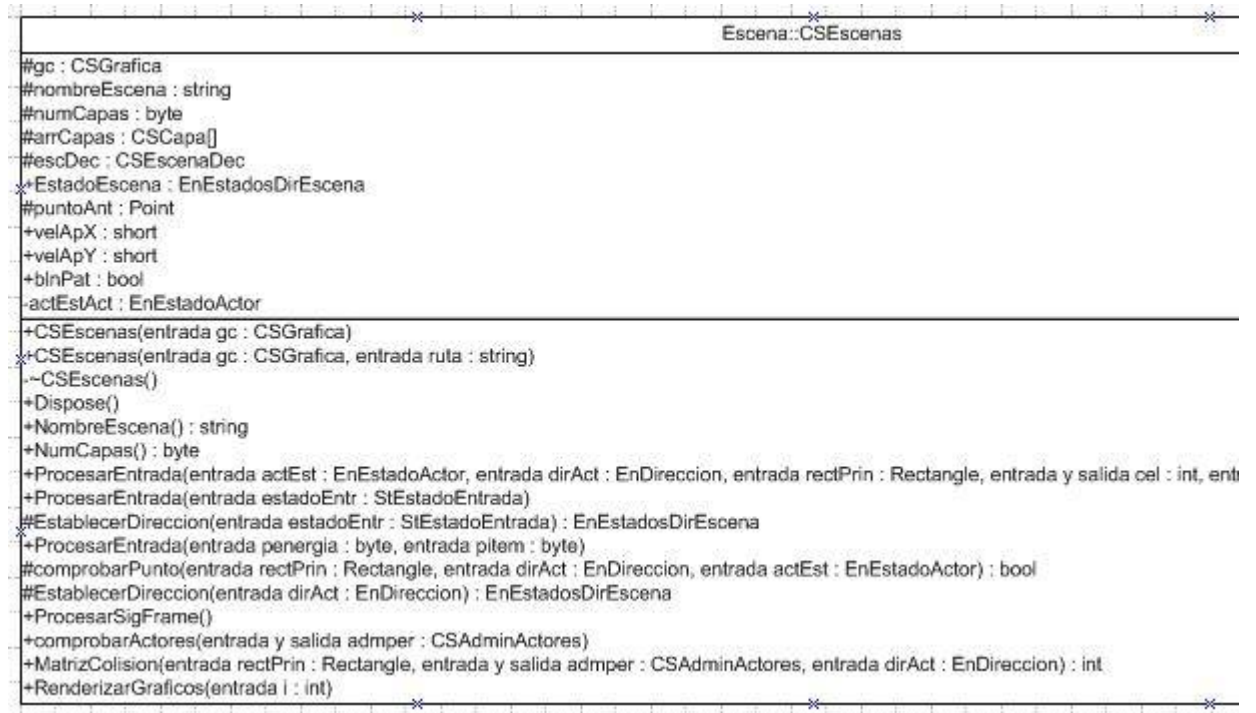 Escena::CSEscenas
#gc : CSGrafica
#nombreEscena : string
#numCapas : byte
#arrCapas : CSCapa[]
#escDec : CSEscenaDec
+EstadoEscena : EnEstadosDirEscena
#puntoAnt : Point
+velApX : short
+velApY : short
+blnPat : bool
-actEstAct : EnEstadoActor
+CSEscenas(entrada gc : CSGrafica)
+CSEscenas(entrada gc : CSGrafica, entrada ruta : string)
-~CSEscenas()
+Dispose()
+NombreEscena() : string
+NumCapas() : byte
+ProcesarEntrada(entrada actEst : EnEstadoActor, entrada dirAct : EnDireccion, entrada rectPrin : Rectangle, entrada y salida cel : int, entr
+ProcesarEntrada(entrada estadoEntr : StEstadoEntrada)
#EstablecerDireccion(entrada estadoEntr : StEstadoEntrada) : EnEstadosDirEscena
+ProcesarEntrada(entrada penergia : byte, entrada pitem : byte)
#comprobarPunto(entrada rectPrin : Rectangle, entrada dirAct : EnDireccion, entrada actEst : EnEstadoActor) : bool
#EstablecerDireccion(entrada dirAct : EnDireccion) : EnEstadosDirEscena
+ProcesarSigFrame()
+comprobarActores(entrada y salida admper : CSAdminActores)
+MatrizColision(entrada rectPrin : Rectangle, entrada y salida admper : CSAdminActores, entrada dirAct : EnDireccion) : int
+RenderizarGraficos(entrada i : int)